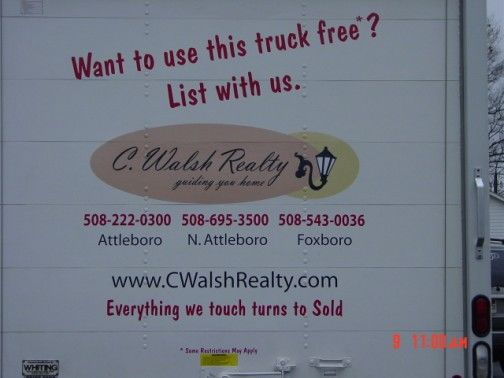 Want to use this truck free*?
List with us.
C. Walsh Realty
guiding you home
508-222-0300 508-695-3500 508-543-0036
Attleboro N. Attleboro Foxboro
www.CWalshRealty.com
Everything we touch turns to Sold
* Some Restrictions May Apply
WHITING
9 11:00AM